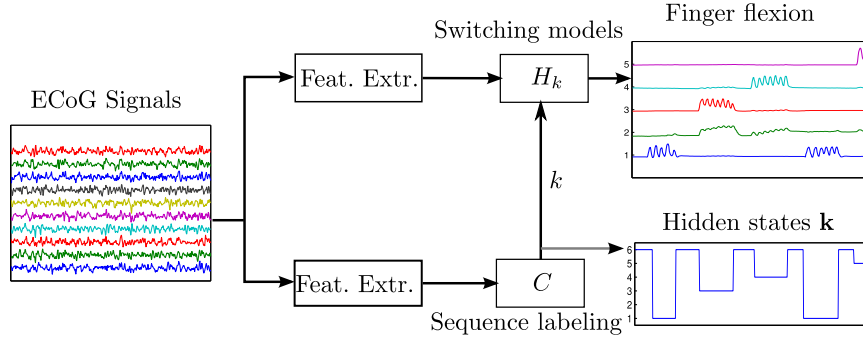 Switching models
Finger flexion
ECoG Signals
Feat. Extr.
H_k
5
4
3
2
1
k
Hidden states k
Feat. Extr.
C
Sequence labeling
6
5
4
3
2
1